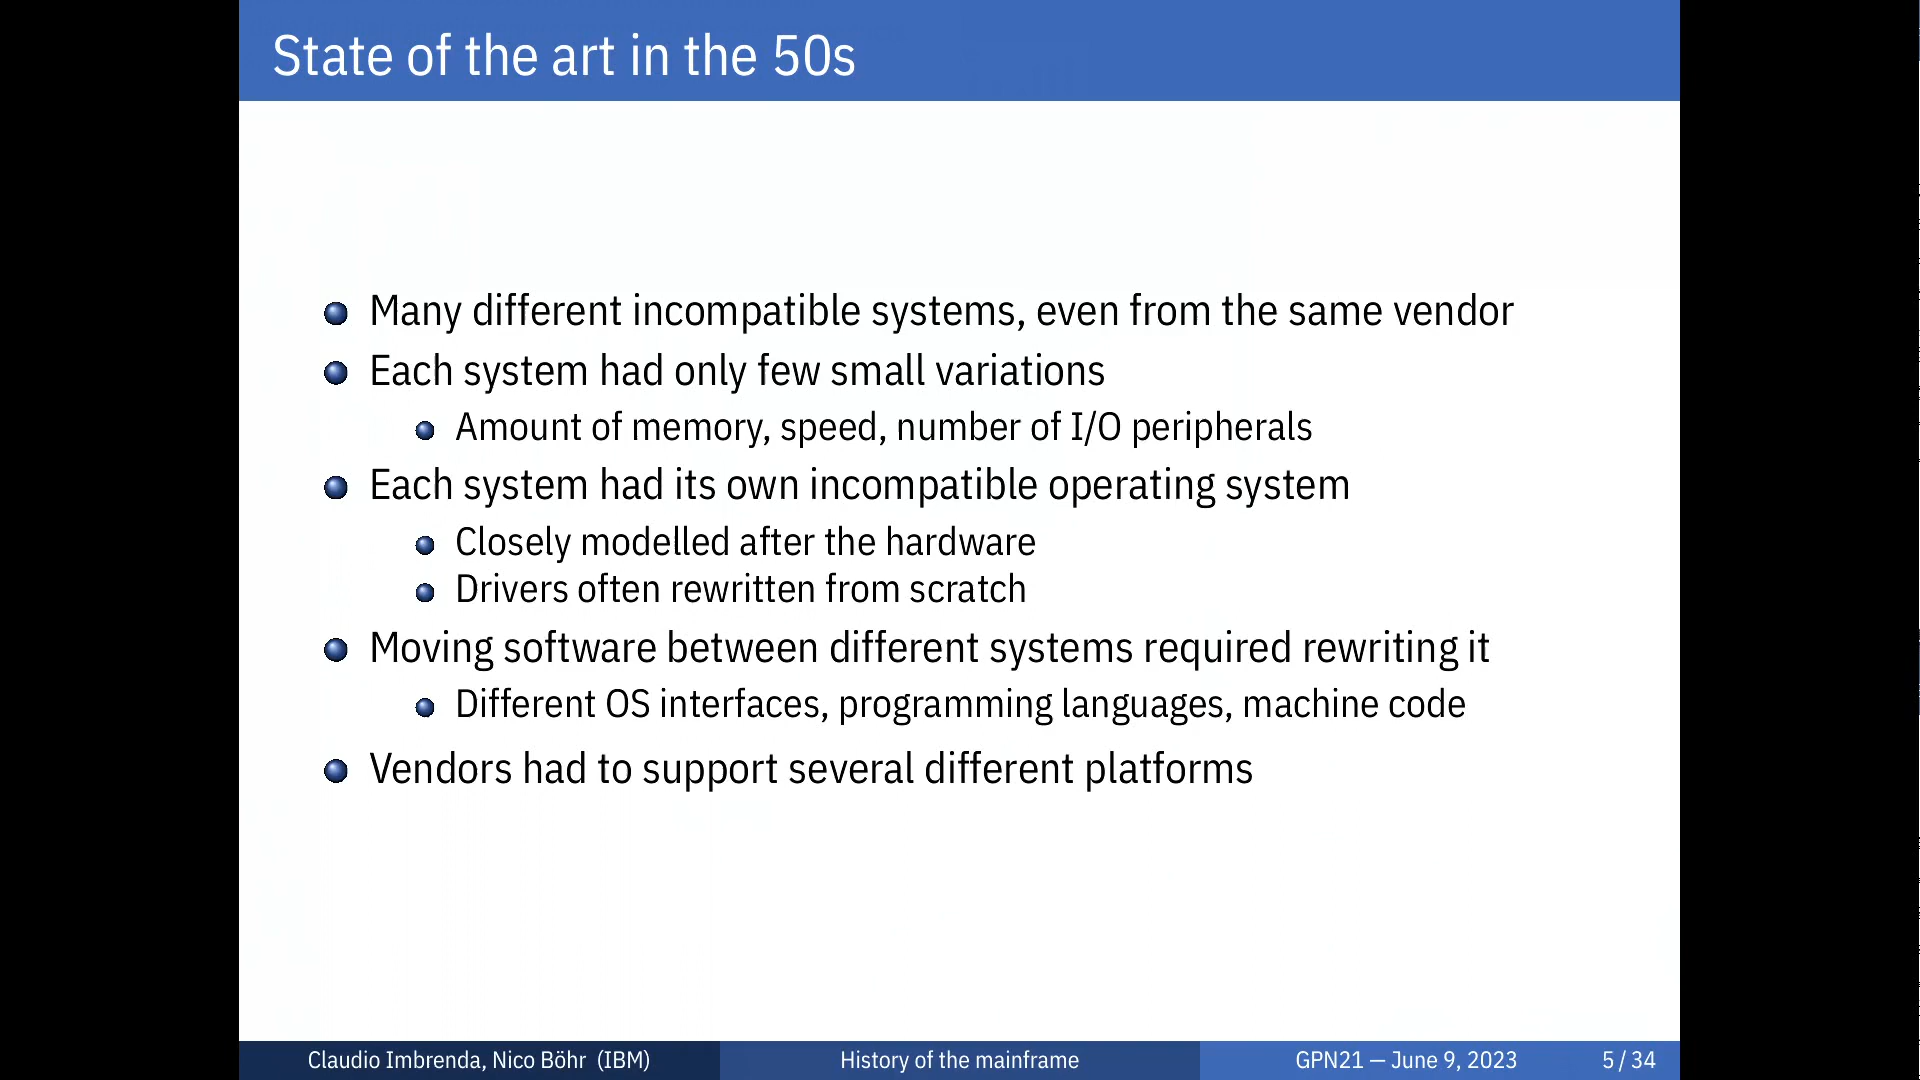 State of the art in the 50s
Many different incompatible systems, even from the same vendor
Each system had only few small variations
Amount of memory, speed, number of I/O peripherals
Each system had its own incompatible operating system
Closely modelled after the hardware
Drivers often rewritten from scratch
Moving software between different systems required rewriting it
Different OS interfaces, programming languages, machine code
Vendors had to support several different platforms
Claudio Imbrenda, Nico Böhr (IBM) History of the mainframe GPN21 — June 9, 2023 5 / 34